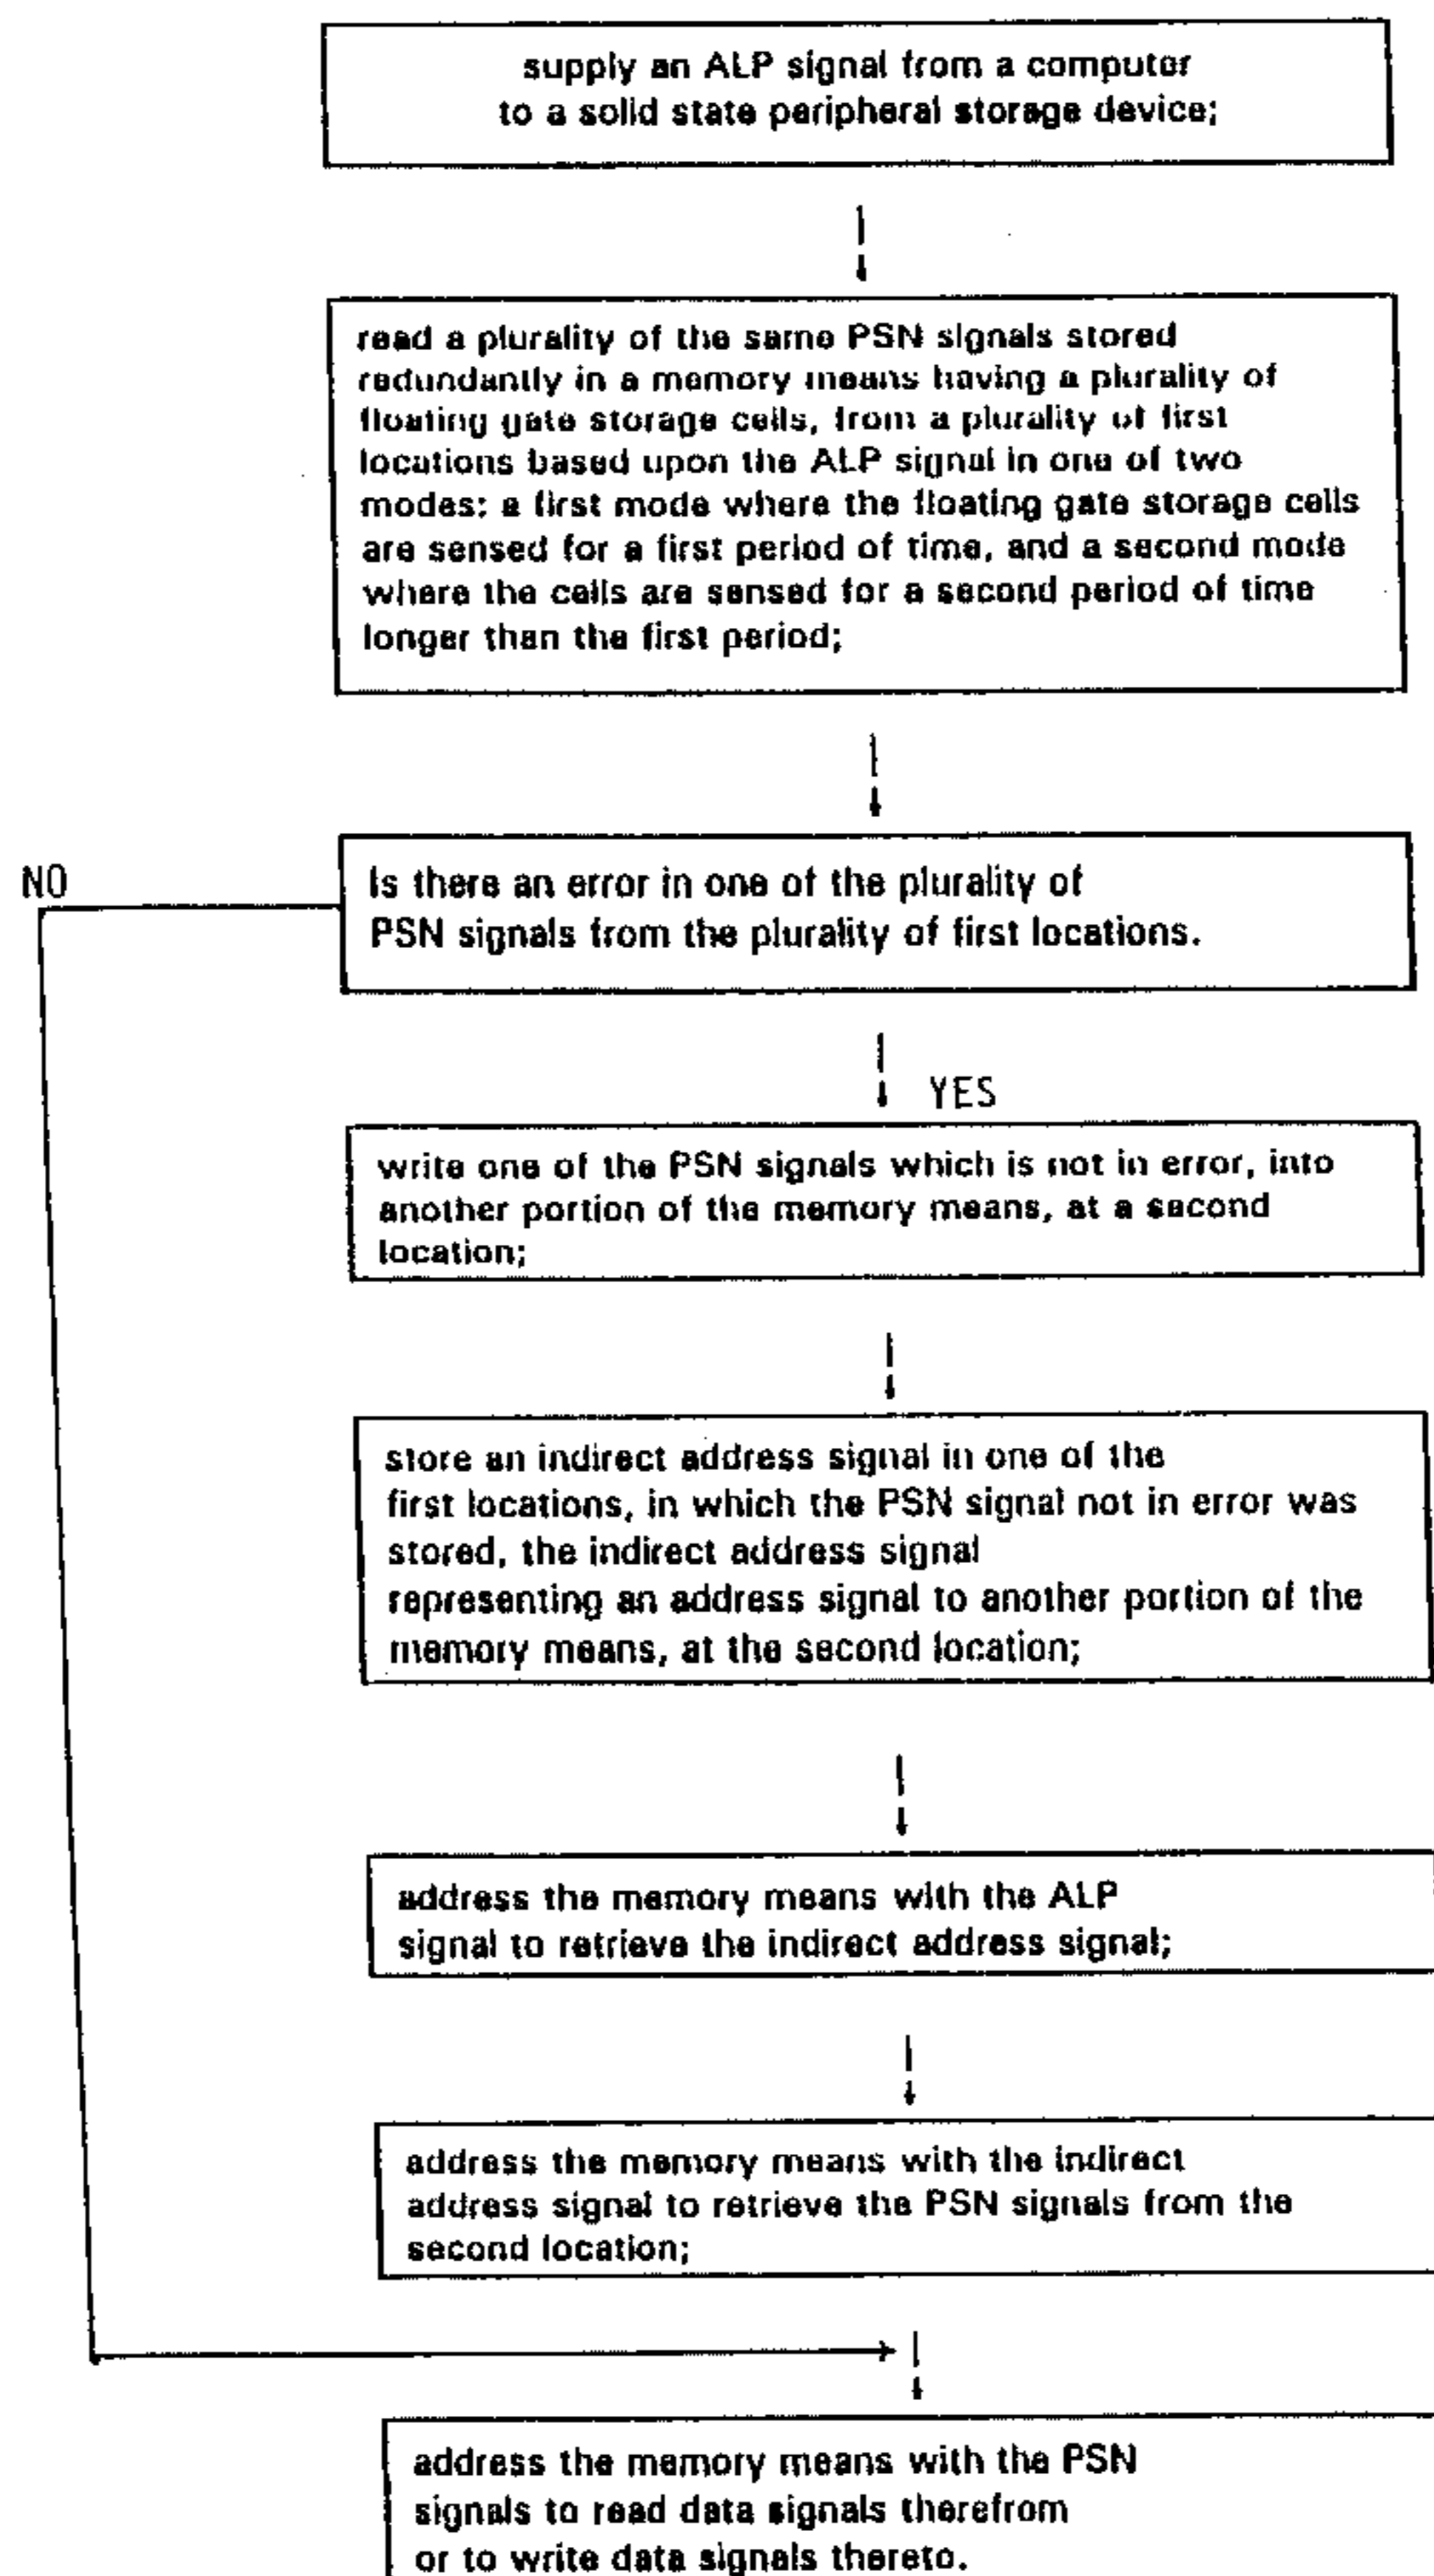 supply an ALP signal from a computer
to a solid state peripheral storage device;
read a plurality of the same PSN signals stored
redundantly in a memory means having a plurality of
floating gate storage cells, from a plurality of first
locations based upon the ALP signal in one of two
modes: a first mode where the floating gate storage cells
are sensed for a first period of time, and a second mode
where the cells are sensed for a second period of time
longer than the first period;
NO
Is there an error in one of the plurality of
PSN signals from the plurality of first locations.
YES
write one of the PSN signals which is not in error, into
another portion of the memory means, at a second
location;
store an indirect address signal in one of the
first locations, in which the PSN signal not in error was
stored, the indirect address signal
representing an address signal to another portion of the
memory means, at the second location;
address the memory means with the ALP
signal to retrieve the indirect address signal;
address the memory means with the indirect
address signal to retrieve the PSN signals from the
second location;
address the memory means with the PSN
signals to read data signals therefrom
or to write data signals thereto.